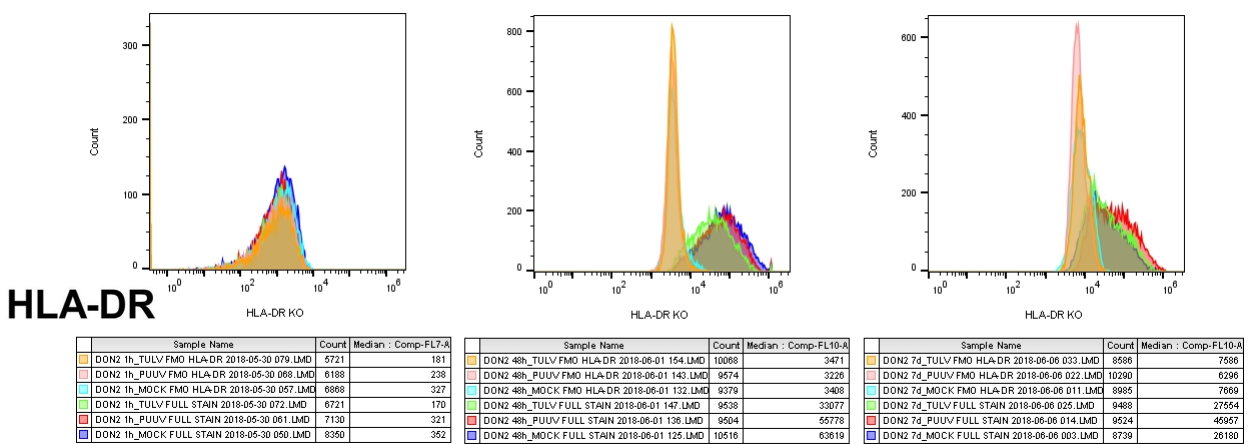 300
200
100
0
Count
10^0
10^2
10^4
10^6
HLA-DR KO
800
600
400
200
0
Count
10^0
10^2
10^4
10^6
HLA-DR KO
600
400
200
0
Count
10^0
10^2
10^4
10^6
HLA-DR KO
HLA-DR
Sample Name Count Median : Comp-FL7-A
DON2 1h_TULV FMO HLA-DR 2018-05-30 079.LMD 5721 181
DON2 1h_PUUV FMO HLA-DR 2018-05-30 068.LMD 6188 238
DON2 1h_MOCK FMO HLA-DR 2018-05-30 057.LMD 6868 327
DON2 1h_TULV FULL STAIN 2018-05-30 072.LMD 6721 170
DON2 1h_PUUV FULL STAIN 2018-05-30 061.LMD 7130 321
DON2 1h_MOCK FULL STAIN 2018-05-30 050.LMD 8350 352
Sample Name Count Median : Comp-FL10-A
DON2 48h_TULV FMO HLA-DR 2018-06-01 154.LMD 10068 3471
DON2 48h_PUUV FMO HLA-DR 2018-06-01 143.LMD 9574 3226
DON2 48h_MOCK FMO HLA-DR 2018-06-01 132.LMD 9379 3408
DON2 48h_TULV FULL STAIN 2018-06-01 147.LMD 9538 33077
DON2 48h_PUUV FULL STAIN 2018-06-01 136.LMD 9504 55778
DON2 48h_MOCK FULL STAIN 2018-06-01 125.LMD 10516 63619
Sample Name Count Median : Comp-FL10-A
DON2 7d_TULV FMO HLA-DR 2018-06-06 033.LMD 8586 7586
DON2 7d_PUUV FMO HLA-DR 2018-06-06 022.LMD 10290 6296
DON2 7d_MOCK FMO HLA-DR 2018-06-06 011.LMD 8985 7669
DON2 7d_TULV FULL STAIN 2018-06-06 025.LMD 9488 27554
DON2 7d_PUUV FULL STAIN 2018-06-06 014.LMD 9524 45957
DON2 7d_MOCK FULL STAIN 2018-06-06 003.LMD 8739 26180